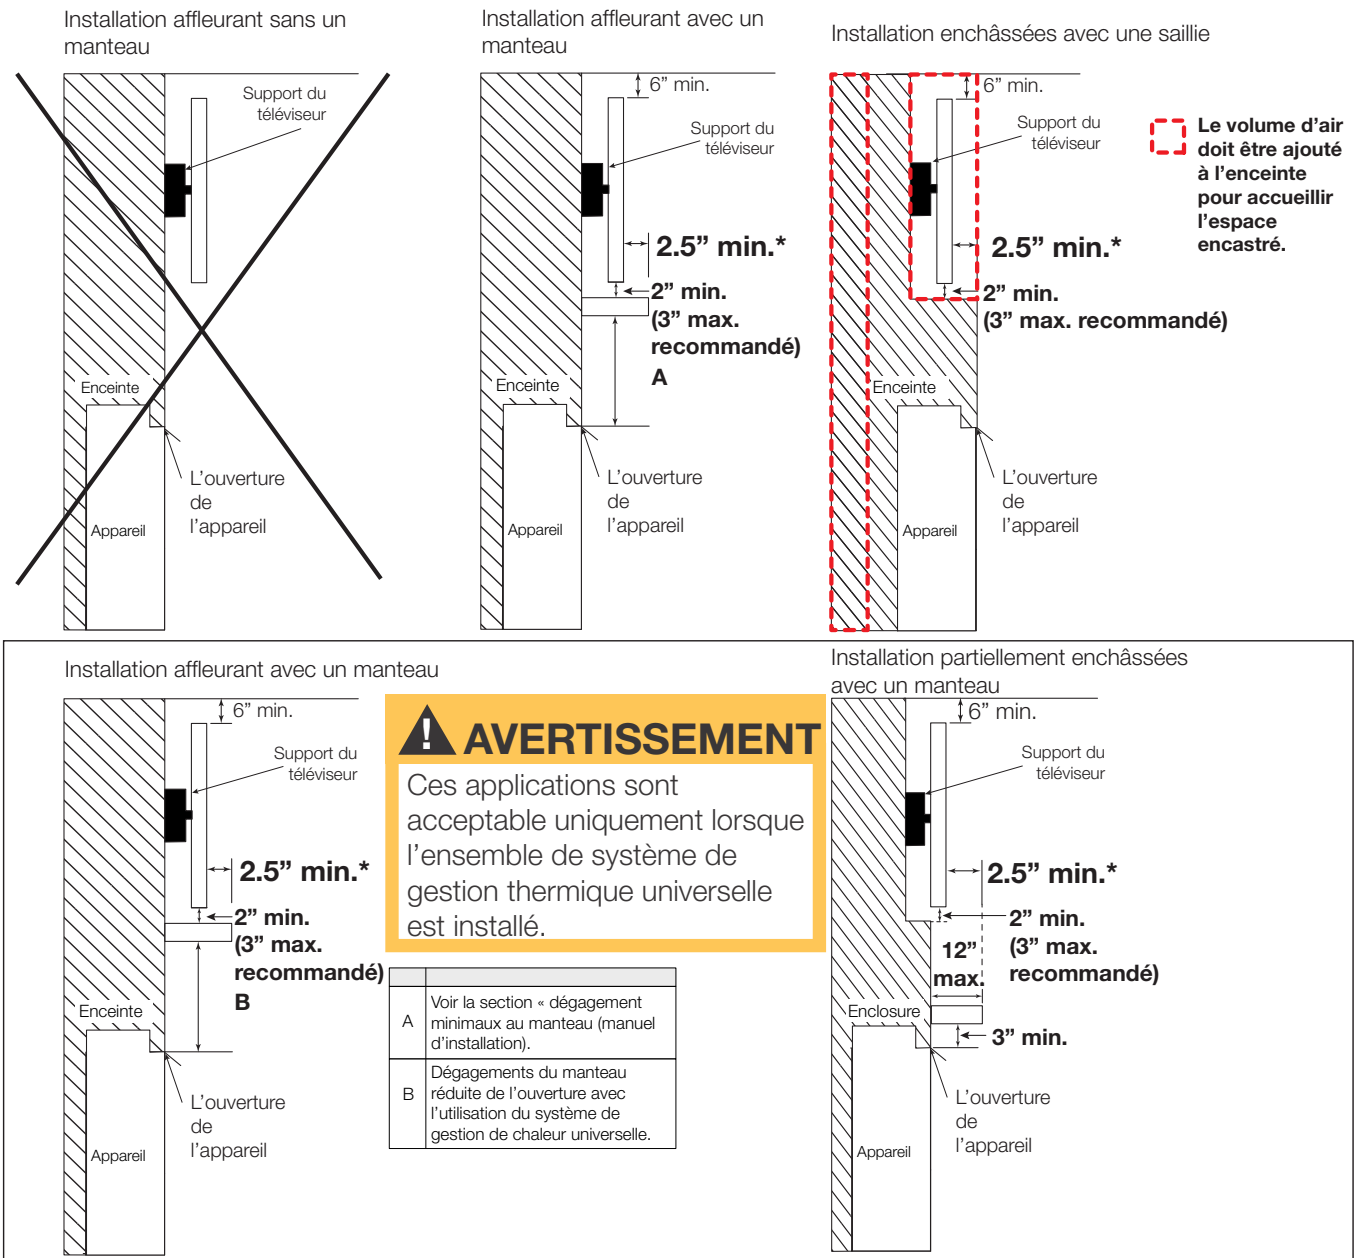 Installation affleurant sans un
manteau
Support du
téléviseur
Enceinte
L'ouverture
de
l'appareil
Appareil
Installation affleurant avec un
manteau
6” min.
Support du
téléviseur
2.5” min.*
2” min.
(3” max.
recommandé)
A
Enceinte
L'ouverture
de
l'appareil
Appareil
Installation enchâssées avec une saillie
6” min.
Support du
téléviseur
2.5” min.*
2” min.
(3” max. recommandé)
Enceinte
L'ouverture
de
l'appareil
Appareil
Le volume d'air
doit être ajouté
à l'enceinte
pour accueillir
l'espace
encastré.
Installation affleurant avec un manteau
6” min.
Support du
téléviseur
2.5” min.*
2” min.
(3” max.
recommandé)
B
Enceinte
L'ouverture
de
l'appareil
Appareil
! AVERTISSEMENT
Ces applications sont
acceptable uniquement lorsque
l'ensemble de système de
gestion thermique universelle
est installé.
A
Voir la section « dégagement
minimaux au manteau (manuel
d'installation).
B
Dégagements du manteau
réduite de l'ouverture avec
l'utilisation du système de
gestion de chaleur universelle.
Installation partiellement enchâssées
avec un manteau
6” min.
Support du
téléviseur
2.5” min.*
2” min.
(3” max.
recommandé)
12”
max.
Enclosure
3” min.
L'ouverture
de
l'appareil
Appareil